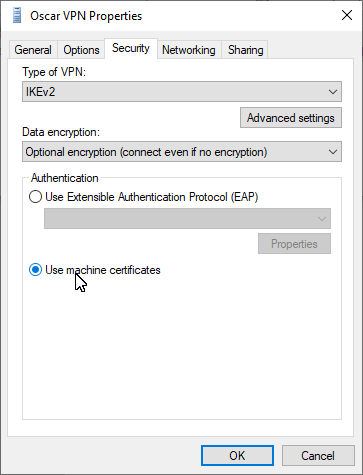 Oscar VPN Properties
General Options Security Networking Sharing
Type of VPN:
IKEv2
Advanced settings
Data encryption:
Optional encryption (connect even if no encryption)
Authentication
Use Extensible Authentication Protocol (EAP)
Properties
Use machine certificates
OK Cancel